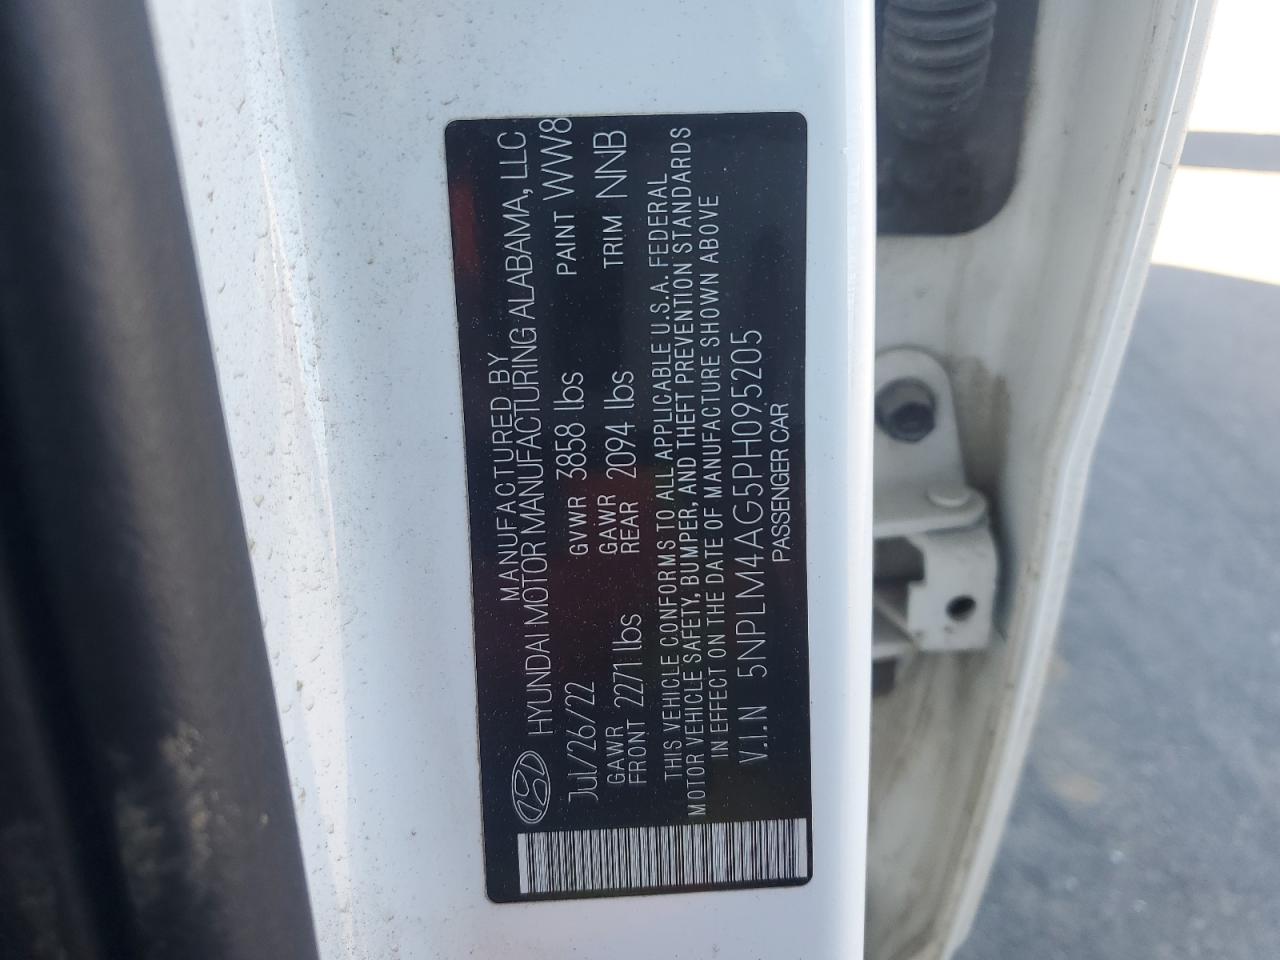 MANUFACTURED BY
HYUNDAI MOTOR MANUFACTURING ALABAMA, LLC
Jul/26/22 GVWR 3858 lbs PAINT WW8
GAWR FRONT 2271 lbs GAWR REAR 2094 lbs TRIM NNB
THIS VEHICLE CONFORMS TO ALL APPLICABLE U.S.A. FEDERAL
MOTOR VEHICLE SAFETY, BUMPER, AND THEFT PREVENTION STANDARDS
IN EFFECT ON THE DATE OF MANUFACTURE SHOWN ABOVE
V.I.N 5NPLM4AG5PH095205
PASSENGER CAR